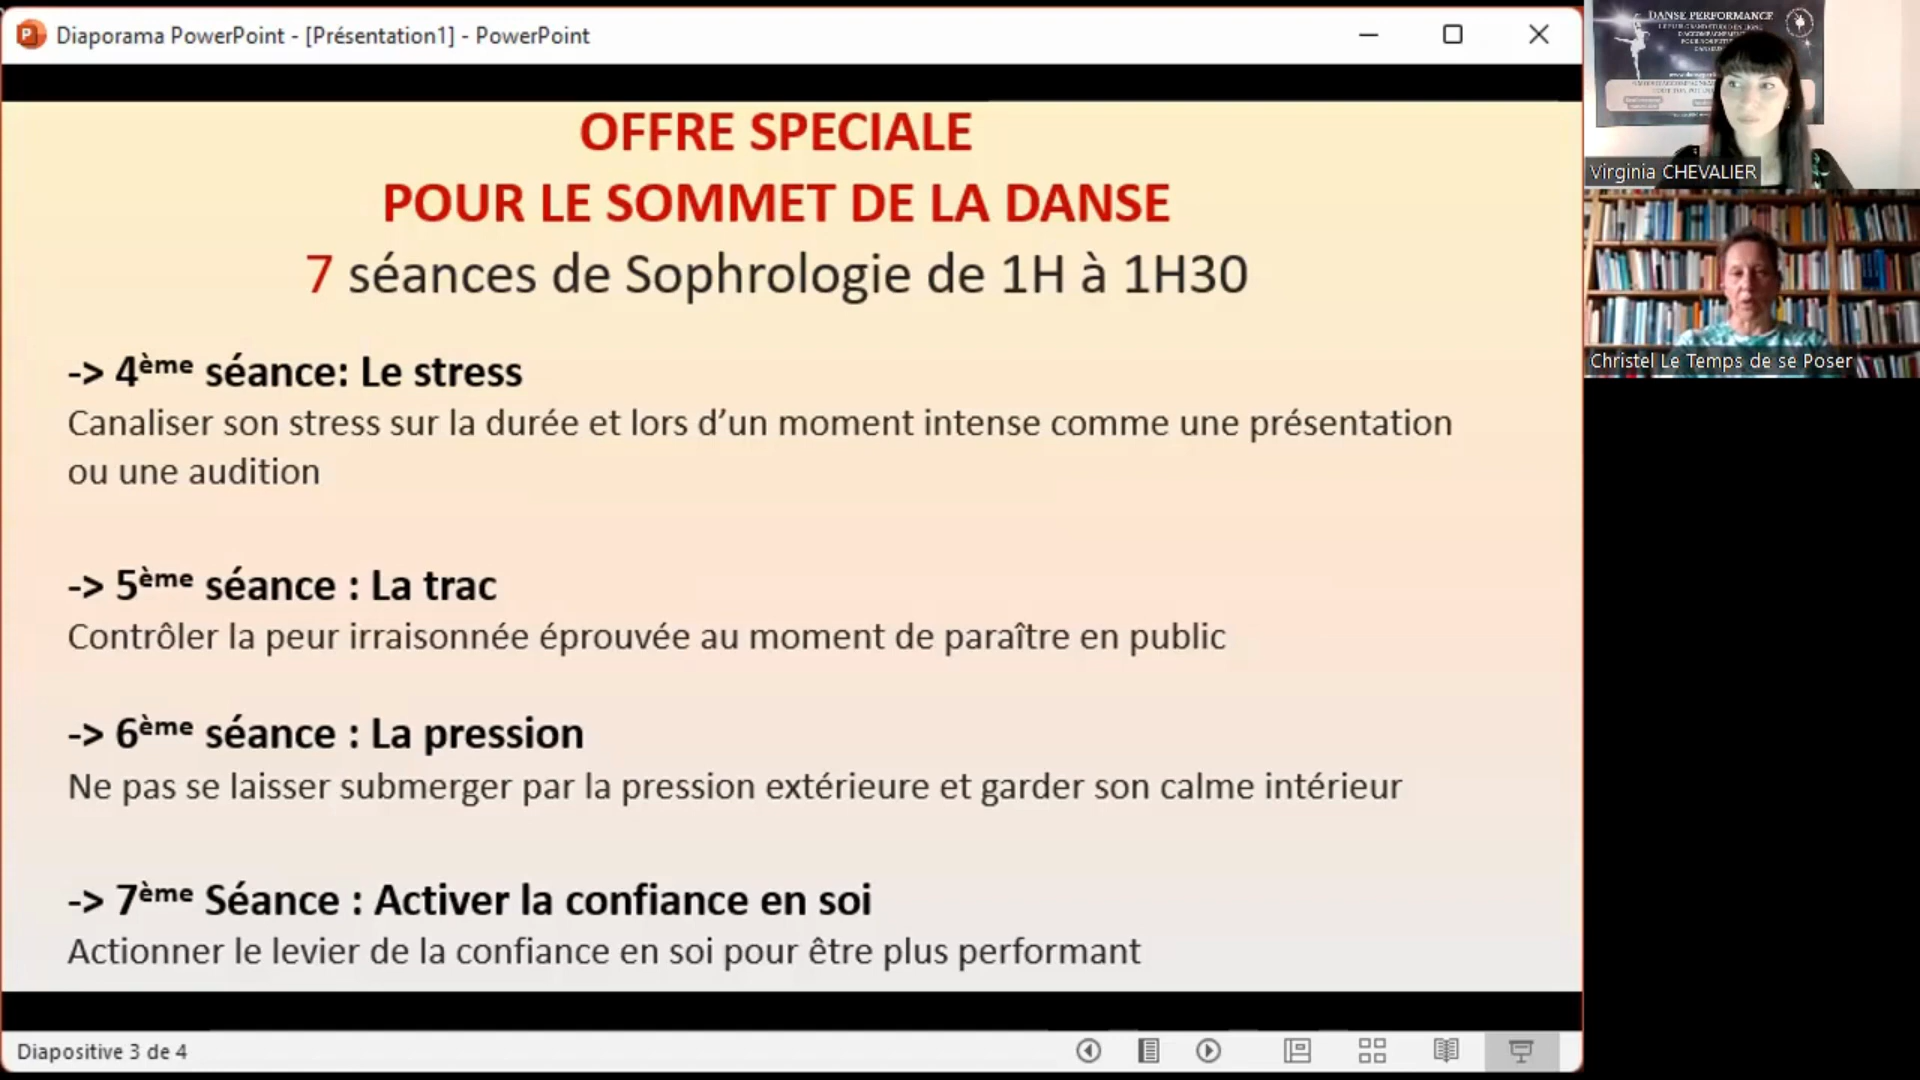 Diaporama PowerPoint - [Présentation1] - PowerPoint
OFFRE SPECIALE
POUR LE SOMMET DE LA DANSE
7 séances de Sophrologie de 1H à 1H30
-> 4ème séance: Le stress
Canaliser son stress sur la durée et lors d’un moment intense comme une présentation
ou une audition
-> 5ème séance : La trac
Contrôler la peur irraisonnée éprouvée au moment de paraître en public
-> 6ème séance : La pression
Ne pas se laisser submerger par la pression extérieure et garder son calme intérieur
-> 7ème Séance : Activer la confiance en soi
Actionner le levier de la confiance en soi pour être plus performant
Diapositive 3 de 4
DANSE PERFORMANCE
Virginia CHEVALIER
Christel Le Temps de se Poser